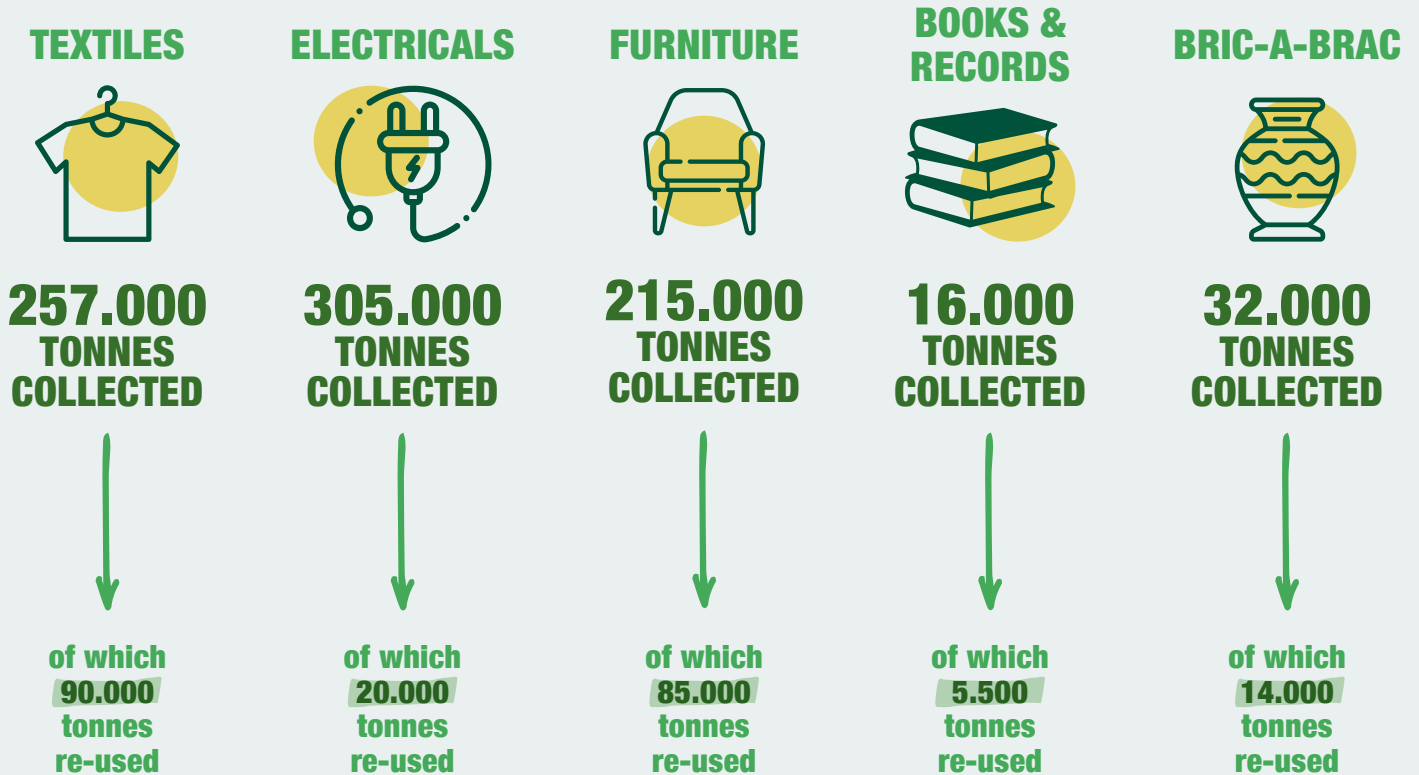 TEXTILES
ELECTRICALS
FURNITURE
BOOKS &
RECORDS
BRIC-A-BRAC
257.000
TONNES
COLLECTED
305.000
TONNES
COLLECTED
215.000
TONNES
COLLECTED
16.000
TONNES
COLLECTED
32.000
TONNES
COLLECTED
of which
90.000
tonnes
re-used
of which
20.000
tonnes
re-used
of which
85.000
tonnes
re-used
of which
5.500
tonnes
re-used
of which
14.000
tonnes
re-used